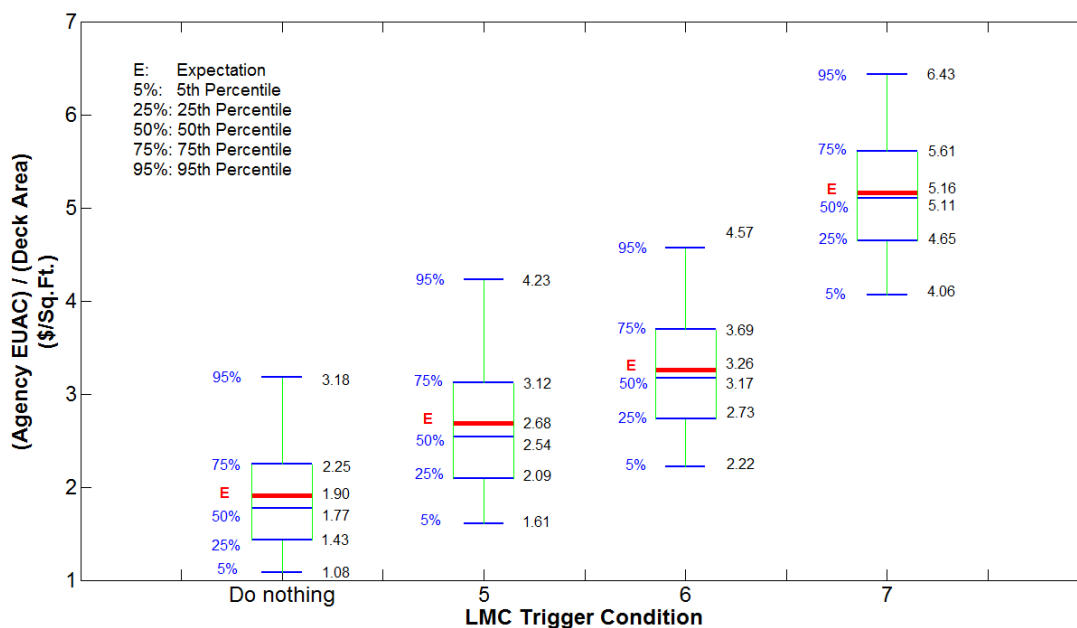 7
6
5
4
3
2
1
(Agency EUAC) / (Deck Area)
($/Sq.Ft.)
E: Expectation
5%: 5th Percentile
25%: 25th Percentile
50%: 50th Percentile
75%: 75th Percentile
95%: 95th Percentile
95% 3.18
75% 2.25
E 1.90
50% 1.77
25% 1.43
5% 1.08
95% 4.23
75% 3.12
E 2.68
50% 2.54
25% 2.09
5% 1.61
95% 4.57
75% 3.69
E 3.26
50% 3.17
25% 2.73
5% 2.22
95% 6.43
75% 5.61
E 5.16
50% 5.11
25% 4.65
5% 4.06
Do nothing 5 6 7
LMC Trigger Condition